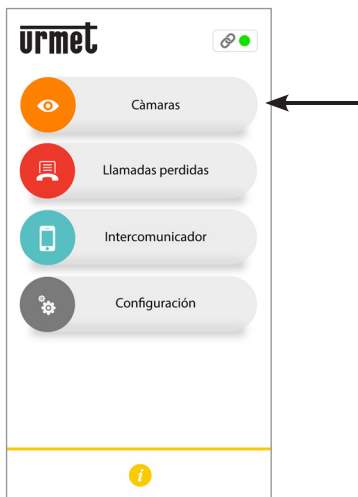 urmet
Càmaras
Llamadas perdidas
Intercomunicador
Configuración
i